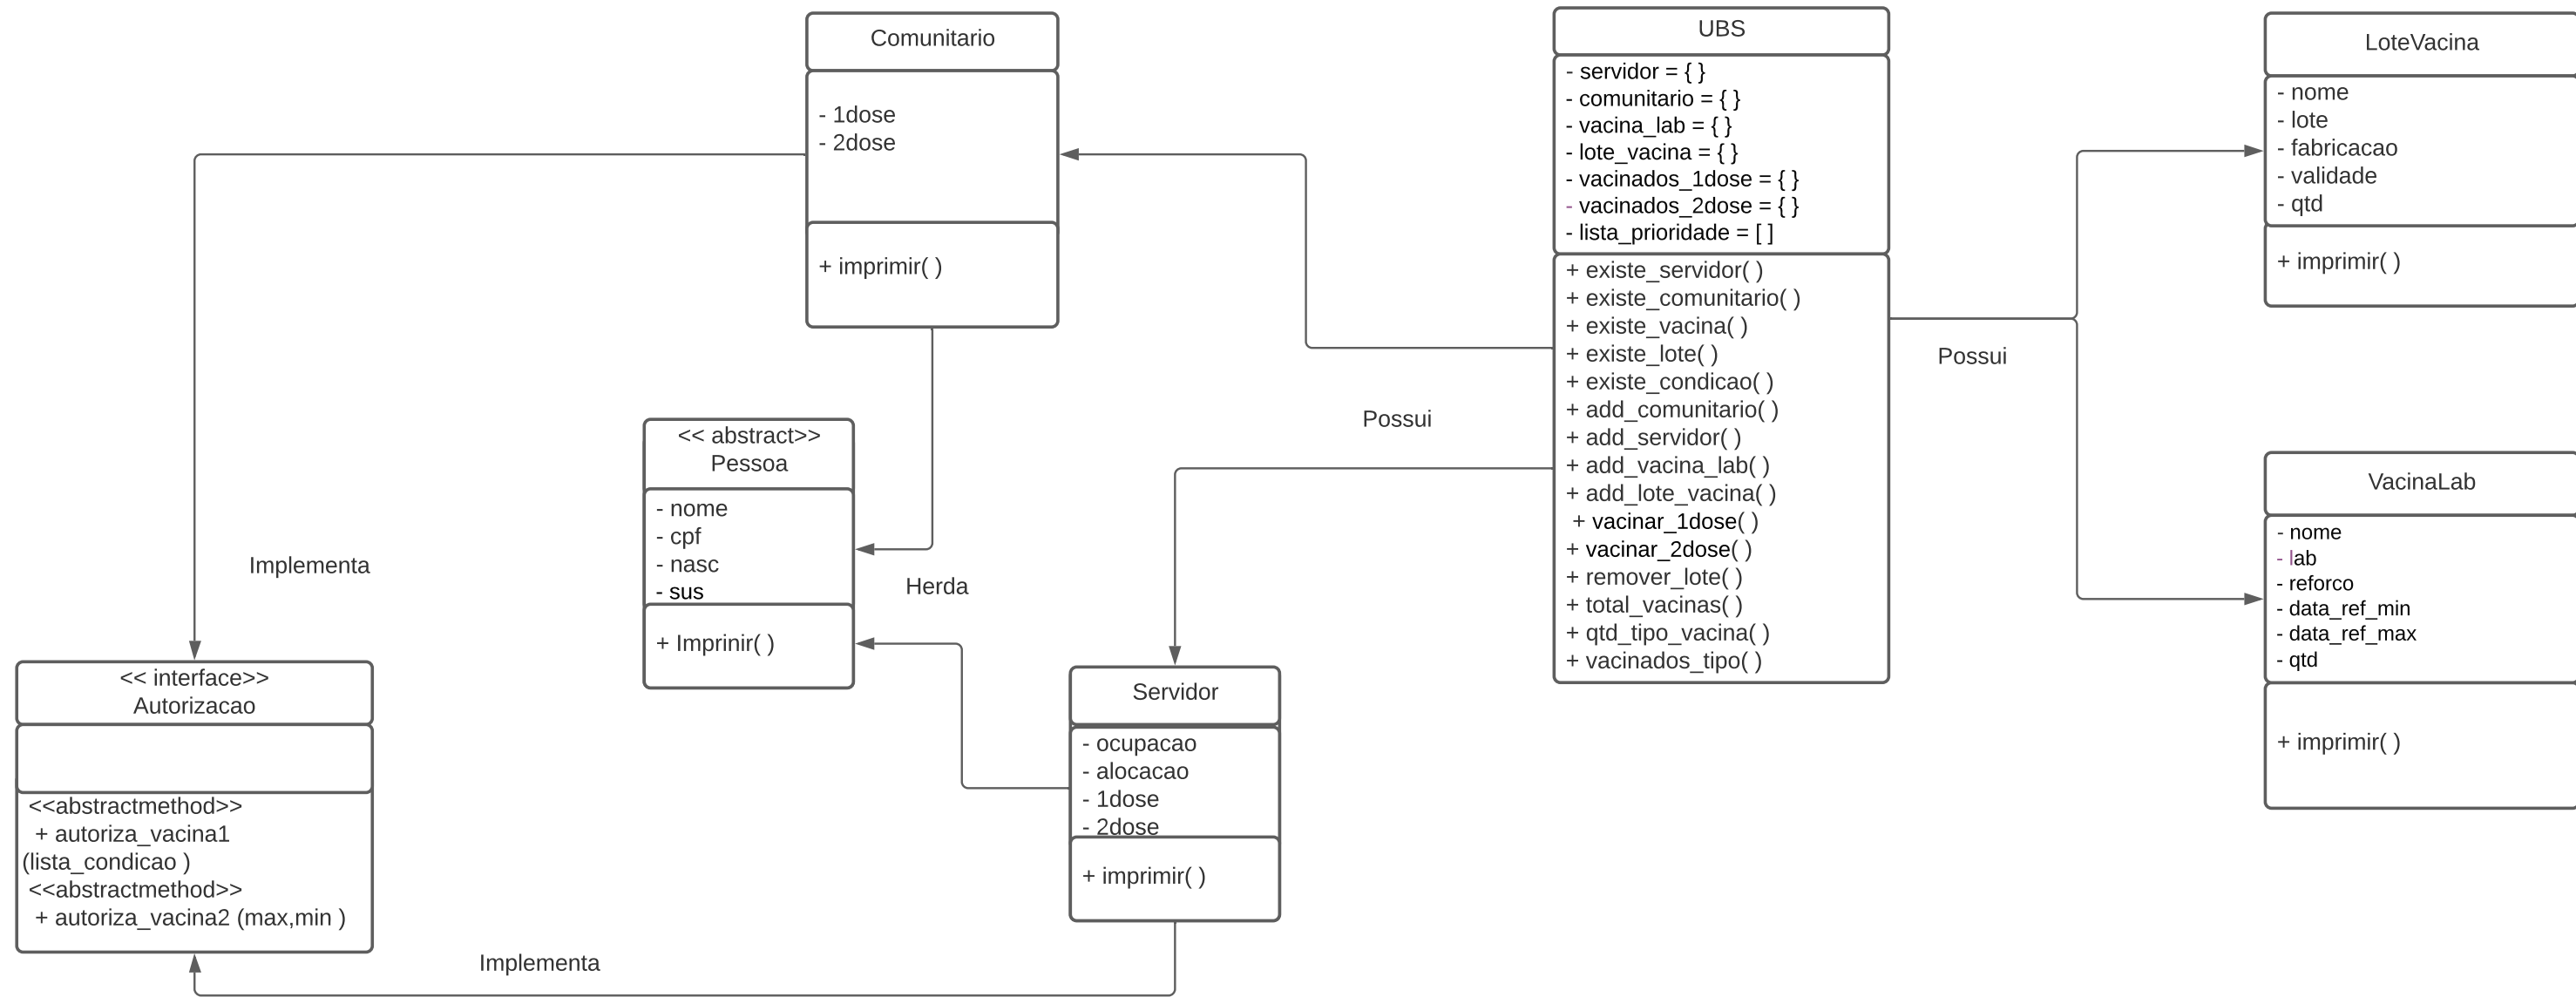 Comunitario
- 1dose
- 2dose
+ imprimir( )
UBS
- servidor = { }
- comunitario = { }
- vacina_lab = { }
- lote_vacina = { }
- vacinados_1dose = { }
- vacinados_2dose = { }
- lista_prioridade = [ ]
+ existe_servidor( )
+ existe_comunitario( )
+ existe_vacina( )
+ existe_lote( )
+ existe_condicao( )
+ add_comunitario( )
+ add_servidor( )
+ add_vacina_lab( )
+ add_lote_vacina( )
+ vacinar_1dose( )
+ vacinar_2dose( )
+ remover_lote( )
+ total_vacinas( )
+ qtd_tipo_vacina( )
+ vacinados_tipo( )
LoteVacina
- nome
- lote
- fabricacao
- validade
- qtd
+ imprimir( )
Possui
Possui
<< abstract>>
Pessoa
- nome
- cpf
- nasc
- sus
+ Imprinir( )
Herda
Implementa
VacinaLab
- nome
- lab
- reforco
- data_ref_min
- data_ref_max
- qtd
+ imprimir( )
<< interface>>
Autorizacao
<<abstractmethod>>
+ autoriza_vacina1
(lista_condicao )
<<abstractmethod>>
+ autoriza_vacina2 (max,min )
Servidor
- ocupacao
- alocacao
- 1dose
- 2dose
+ imprimir( )
Implementa